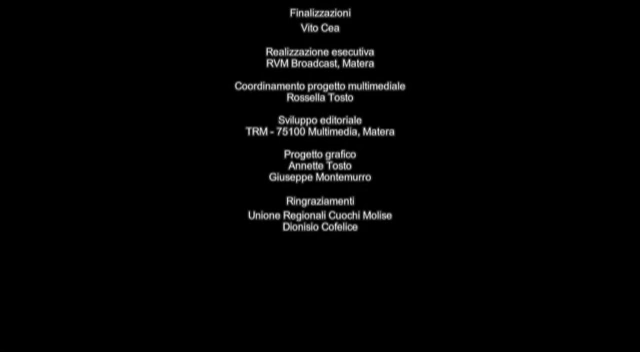 Finalizzazioni
Vito Cea
Realizzazione esecutiva
RVM Broadcast, Matera
Coordinamento progetto multimediale
Rossella Tosto
Sviluppo editoriale
TRM - 75100 Multimedia, Matera
Progetto grafico
Annette Tosto
Giuseppe Montemurro
Ringraziamenti
Unione Regionali Cuochi Molise
Dionisio Cofelice